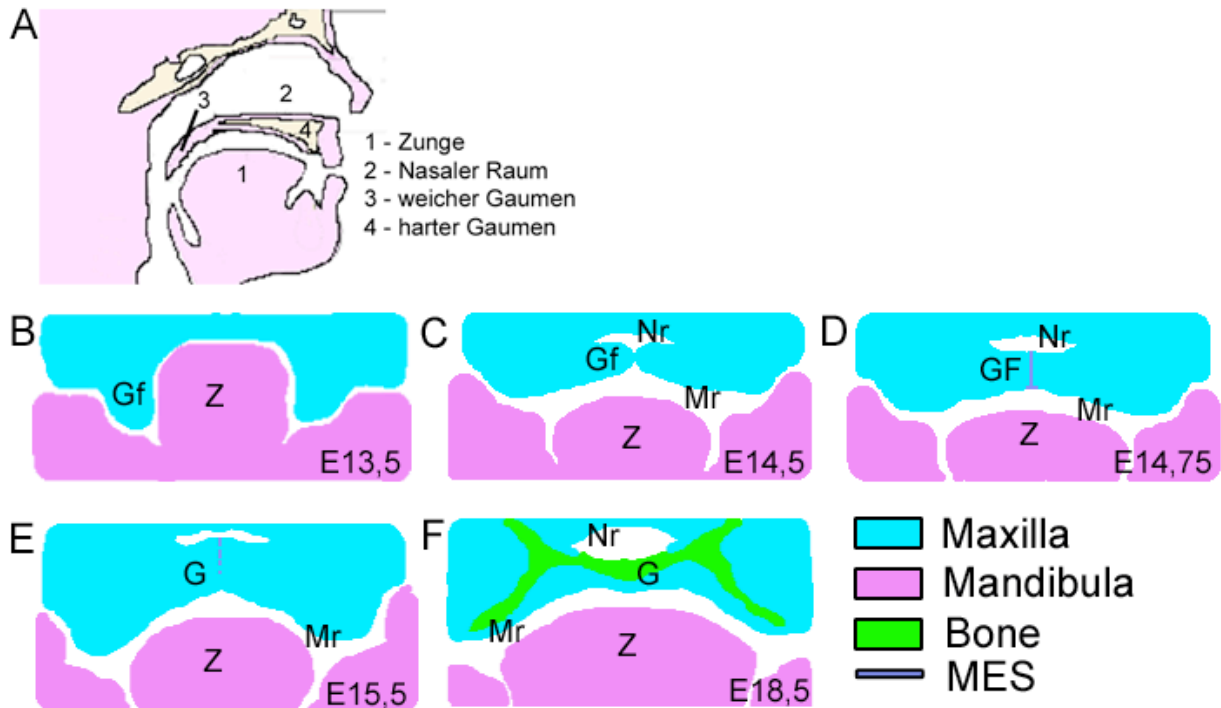 A
2
3
4
1
1 - Zunge
2 - Nasaler Raum
3 - weicher Gaumen
4 - harter Gaumen
B
Gf
Z
E13,5
C
Nr
Gf
Mr
Z
E14,5
D
Nr
GF
Mr
Z
E14,75
E
G
Mr
Z
E15,5
F
Nr
G
Mr
Z
E18,5
Maxilla
Mandibula
Bone
MES